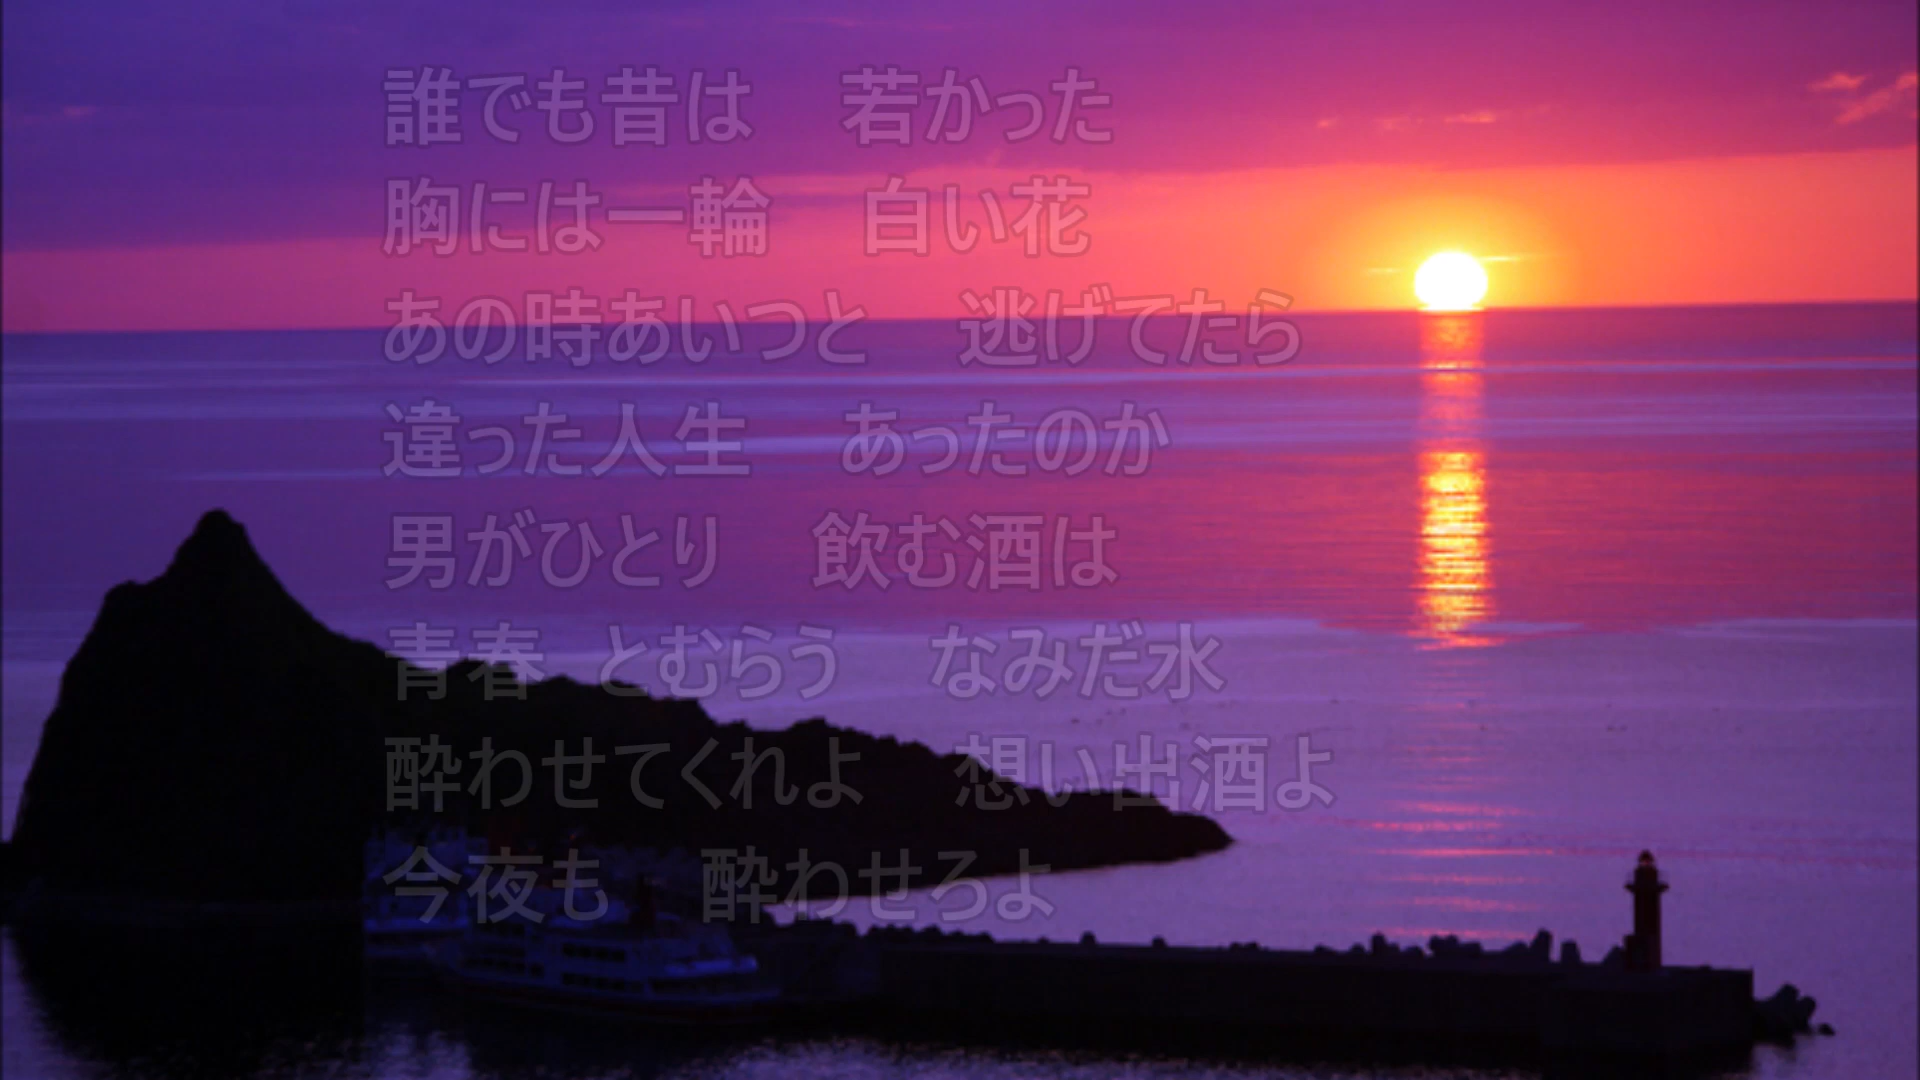 誰でも昔は　若かった
胸には一輪　白い花
あの時あいつと　逃げてたら
違った人生　あったのか
男がひとり　飲む酒は
青春 とむらう　なみだ水
酔わせてくれよ　想い出酒よ
今夜も　酔わせろよ